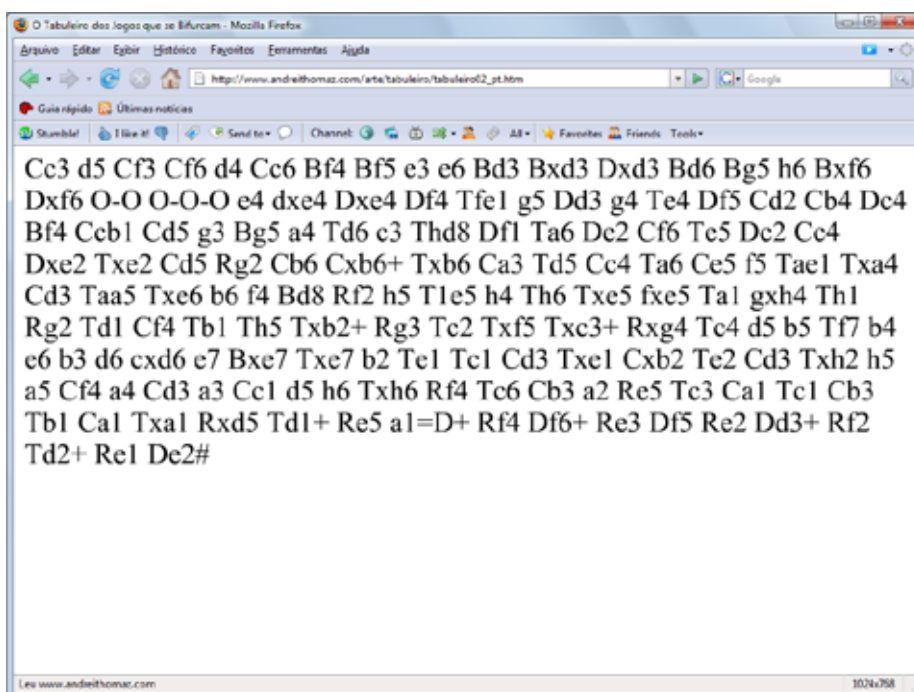 O Tabuleiro dos Jogos que se Bifurcam - Mozilla Firefox
Arquivo Editar Exibir Histórico Favoritos Ferramentas Ajuda
http://www.andreithomaz.com/arte/tabuleiro/tabuleiro02_pt.htm Google
Guia rápido Últimas notícias
Stumble! I like it! Send to Channel: All Favorites Friends Tools
Cc3 d5 Cf3 Cf6 d4 Cc6 Bf4 Bf5 e3 e6 Bd3 Bxd3 Dxd3 Bd6 Bg5 h6 Bxf6
Dxf6 O-O O-O-O e4 dxe4 Dxe4 Df4 Tfe1 g5 Dd3 g4 Te4 Df5 Cd2 Cb4 Dc4
Bf4 Ccb1 Cd5 g3 Bg5 a4 Td6 c3 Thd8 Df1 Ta6 De2 Cf6 Te5 De2 Cc4
Dxe2 Txe2 Cd5 Rg2 Cb6 Cxb6+ Txb6 Ca3 Td5 Cc4 Ta6 Ce5 f5 Tae1 Txa4
Cd3 Taa5 Txe6 b6 f4 Bd8 Rf2 h5 T1e5 h4 Th6 Txe5 fxe5 Ta1 gxh4 Th1
Rg2 Td1 Cf4 Tb1 Th5 Txb2+ Rg3 Tc2 Txf5 Txc3+ Rxg4 Tc4 d5 b5 Tf7 b4
e6 b3 d6 cxd6 e7 Bxe7 Txe7 b2 Te1 Tc1 Cd3 Txe1 Cxb2 Te2 Cd3 Txh2 h5
a5 Cf4 a4 Cd3 a3 Cc1 d5 h6 Txh6 Rf4 Tc6 Cb3 a2 Re5 Tc3 Ca1 Tc1 Cb3
Tb1 Ca1 Txa1 Rxd5 Td1+ Re5 a1=D+ Rf4 Df6+ Re3 Df5 Re2 Dd3+ Rf2
Td2+ Re1 De2#
Leu www.andreithomaz.com 1024x768